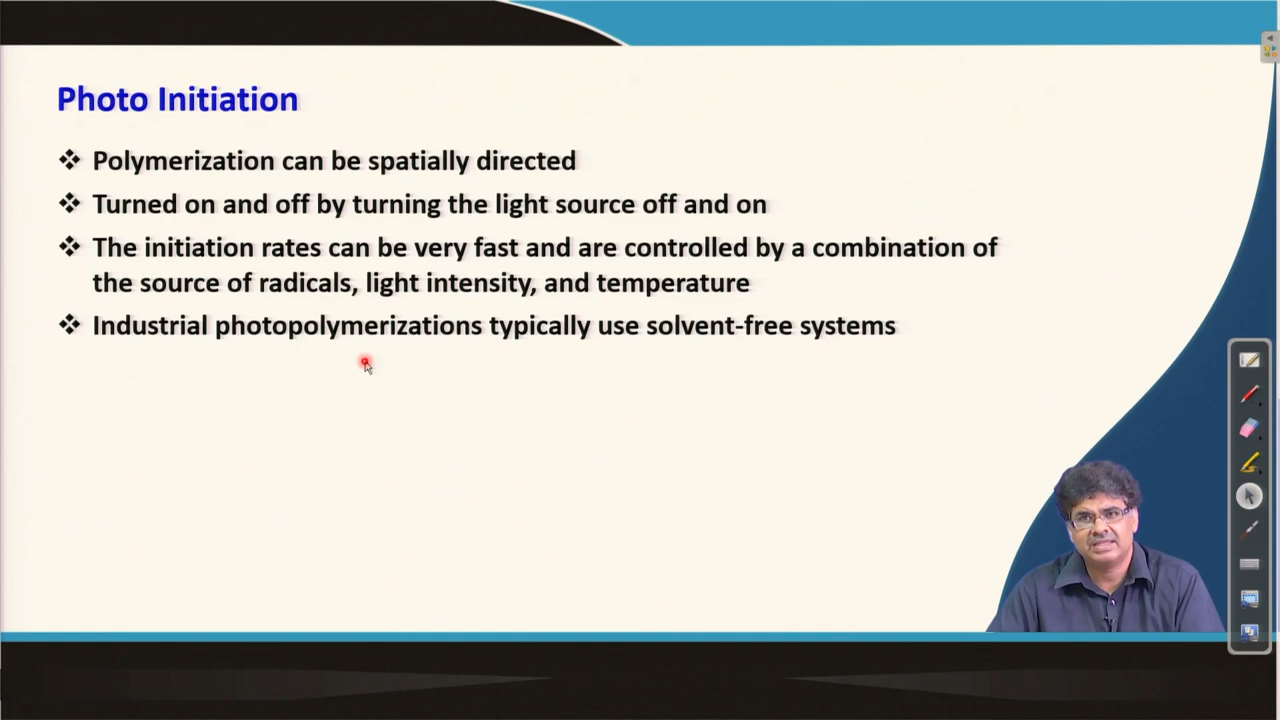 Photo Initiation
❖ Polymerization can be spatially directed
❖ Turned on and off by turning the light source off and on
❖ The initiation rates can be very fast and are controlled by a combination of
the source of radicals, light intensity, and temperature
❖ Industrial photopolymerizations typically use solvent-free systems